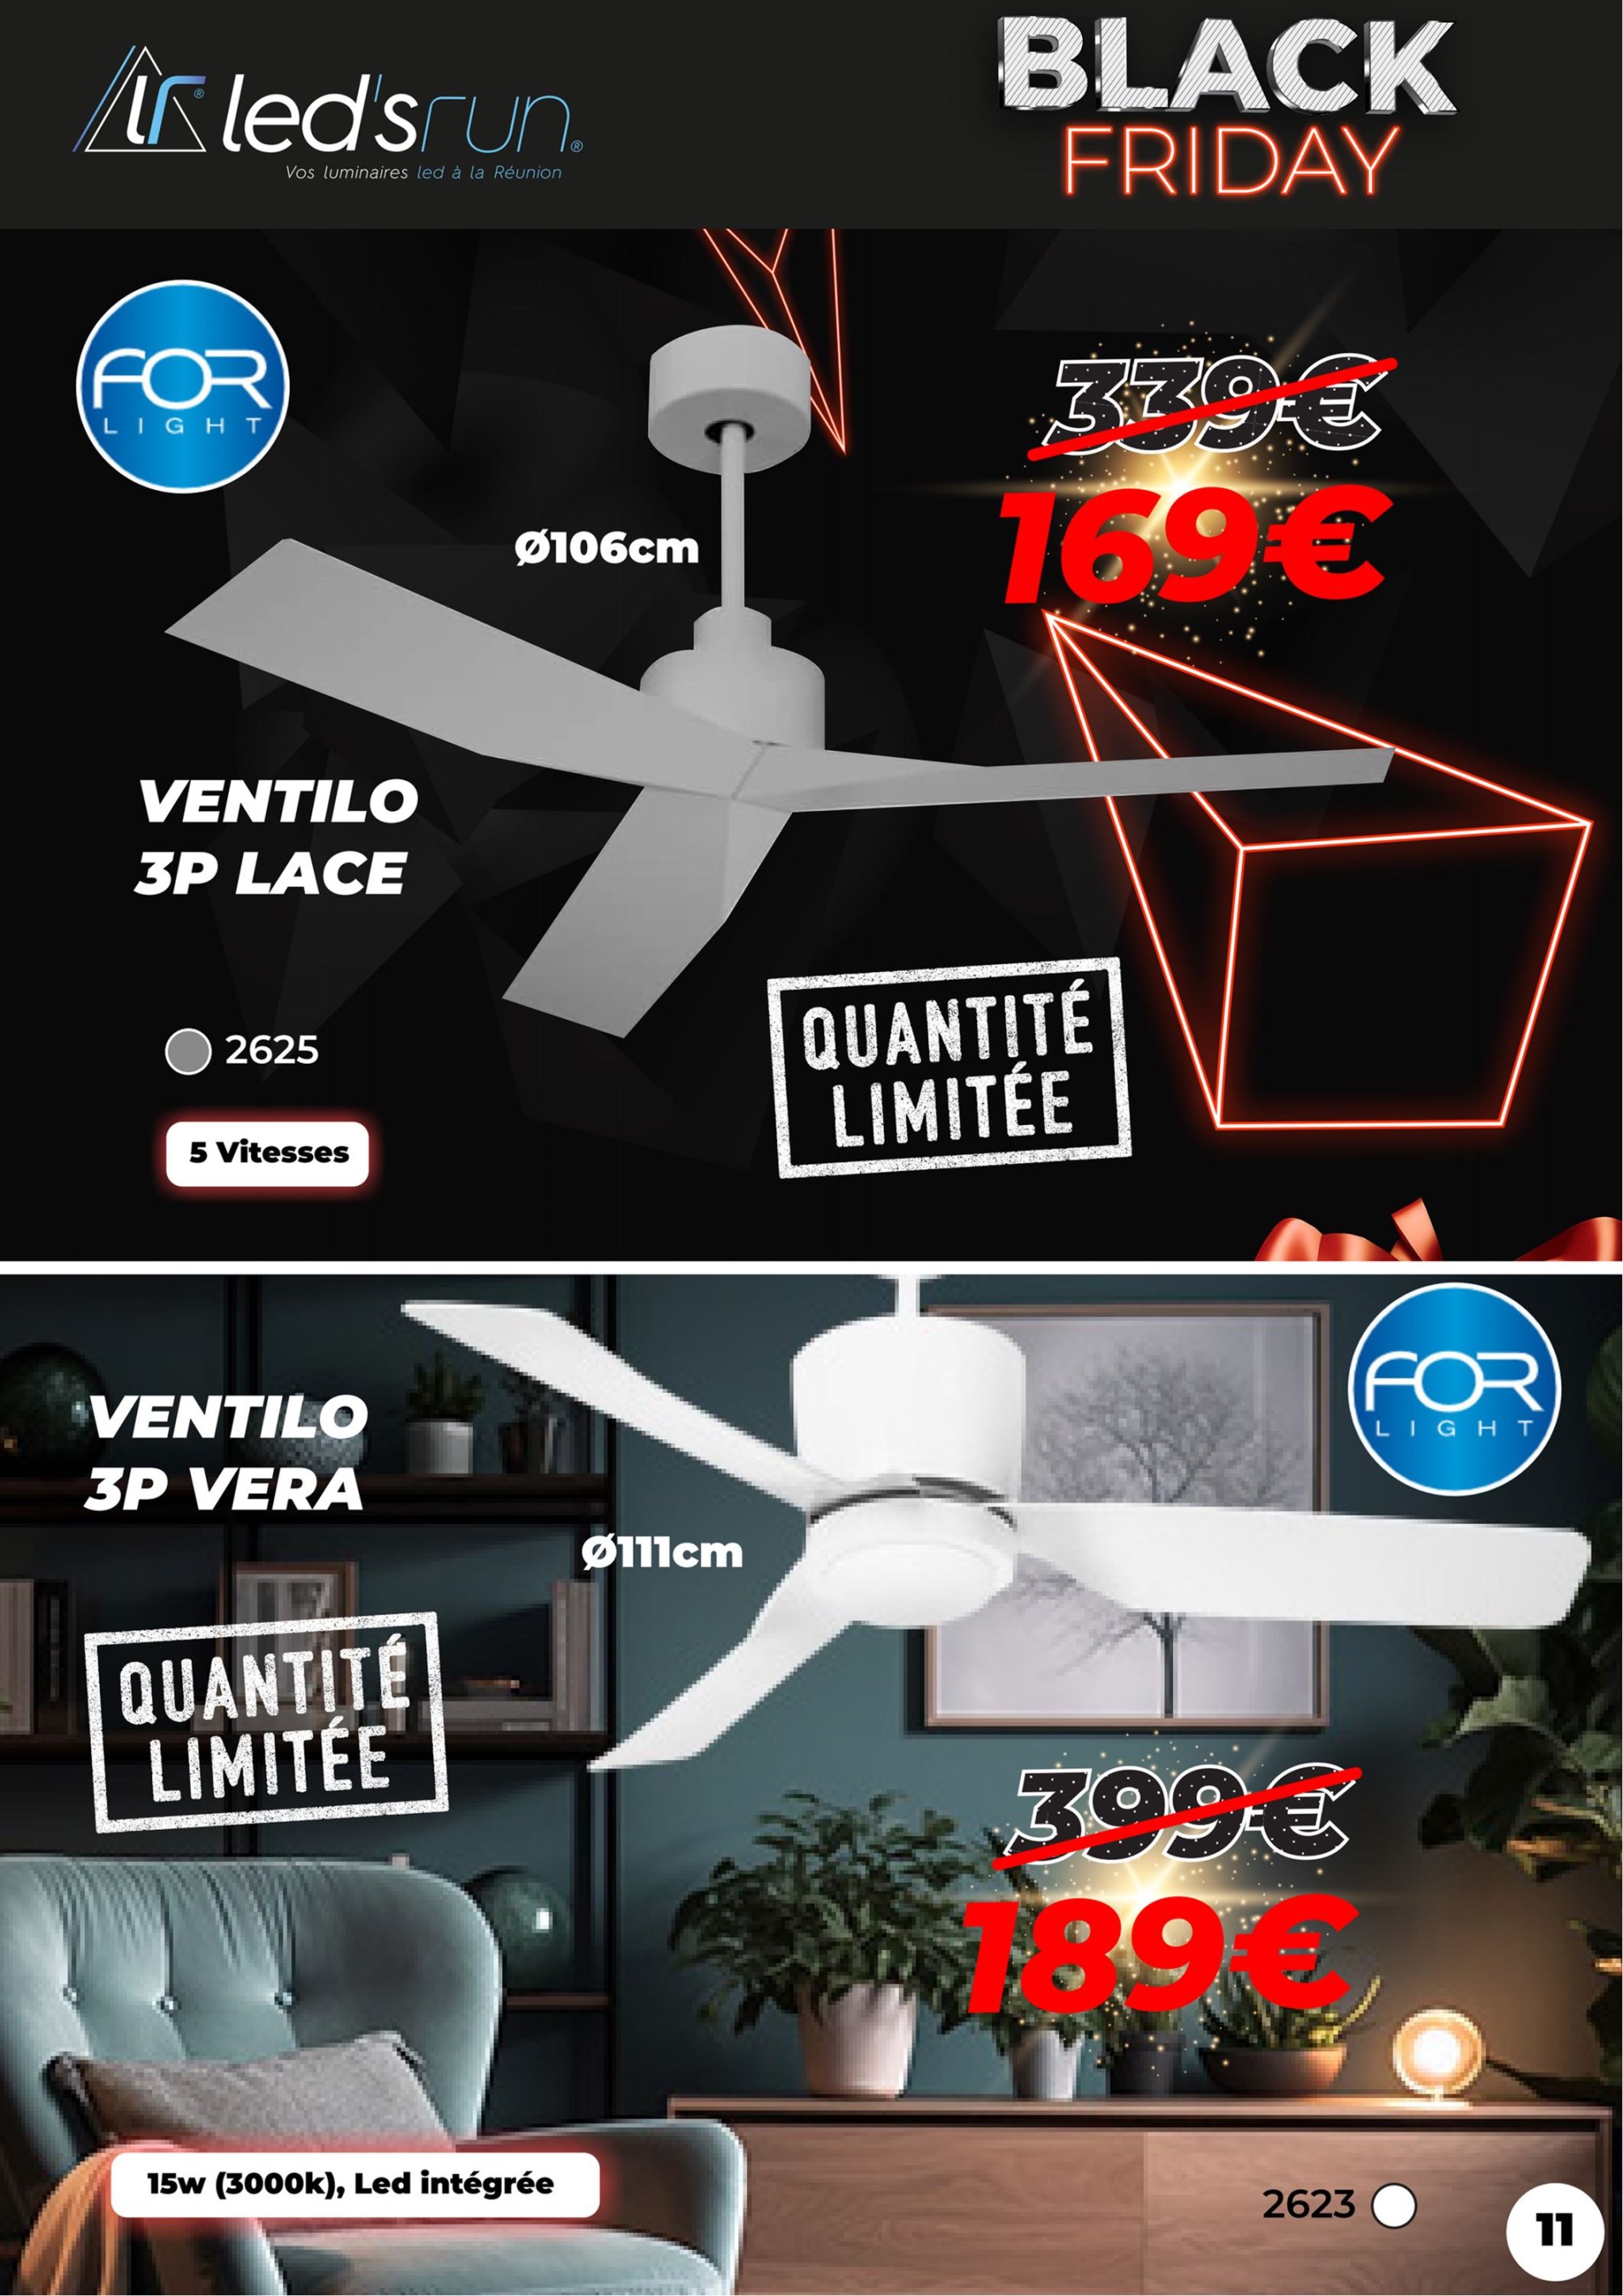 lr® led'srun®
Vos luminaires led à la Réunion
BLACK
FRIDAY
FOR
LIGHT
339€
169€
Ø106cm
VENTILO
3P LACE
2625
5 Vitesses
QUANTITÉ
LIMITÉE
FOR
LIGHT
VENTILO
3P VERA
Ø111cm
QUANTITÉ
LIMITÉE
399€
189€
15w (3000k), Led intégrée
2623
11